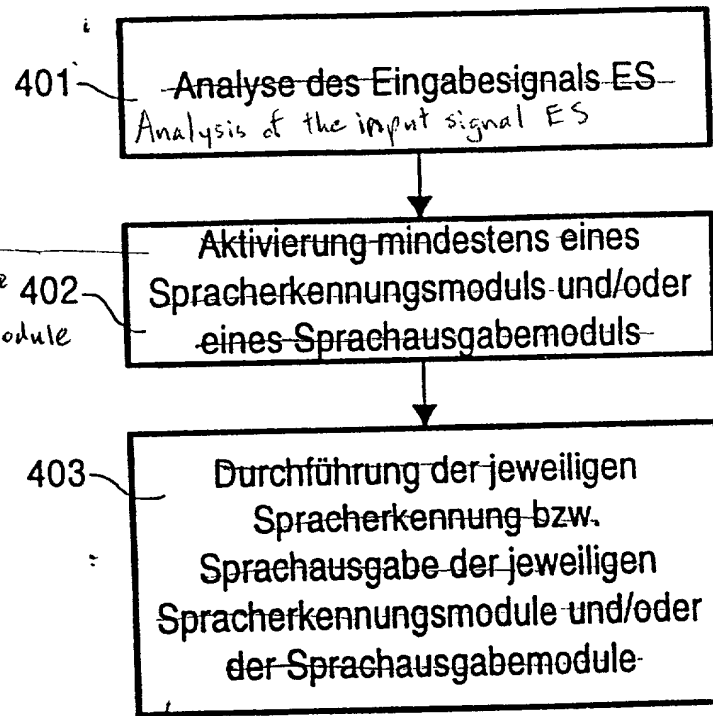 401
Analyse des Eingabesignals ES
Analysis of the input signal ES
Aktivierung mindestens eines
402
Spracherkennungsmoduls und/oder
odule
eines Sprachausgabemoduls
403
Durchführung der jeweiligen
Spracherkennung bzw.
Sprachausgabe der jeweiligen
Spracherkennungsmodule und/oder
der Sprachausgabemodule